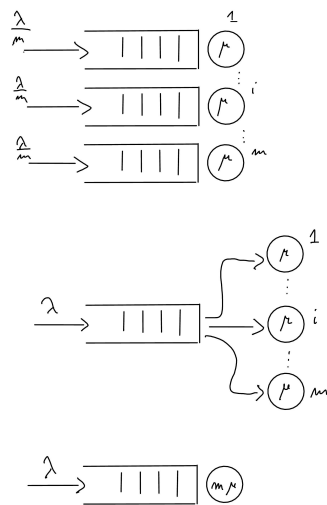 λ/m μ 1
⋮ i
λ/m μ
⋮ m
λ/m μ
μ 1
⋮
λ μ i
⋮
μ m
λ mμ